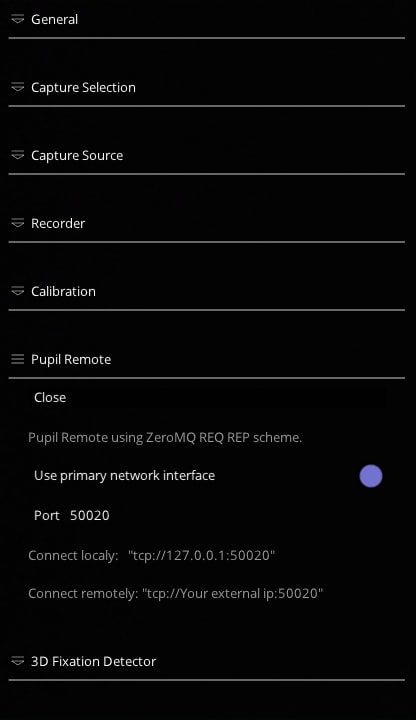 General
Capture Selection
Capture Source
Recorder
Calibration
Pupil Remote
Close
Pupil Remote using ZeroMQ REQ REP scheme.
Use primary network interface
Port 50020
Connect localy: "tcp://127.0.0.1:50020"
Connect remotely: "tcp://Your external ip:50020"
3D Fixation Detector